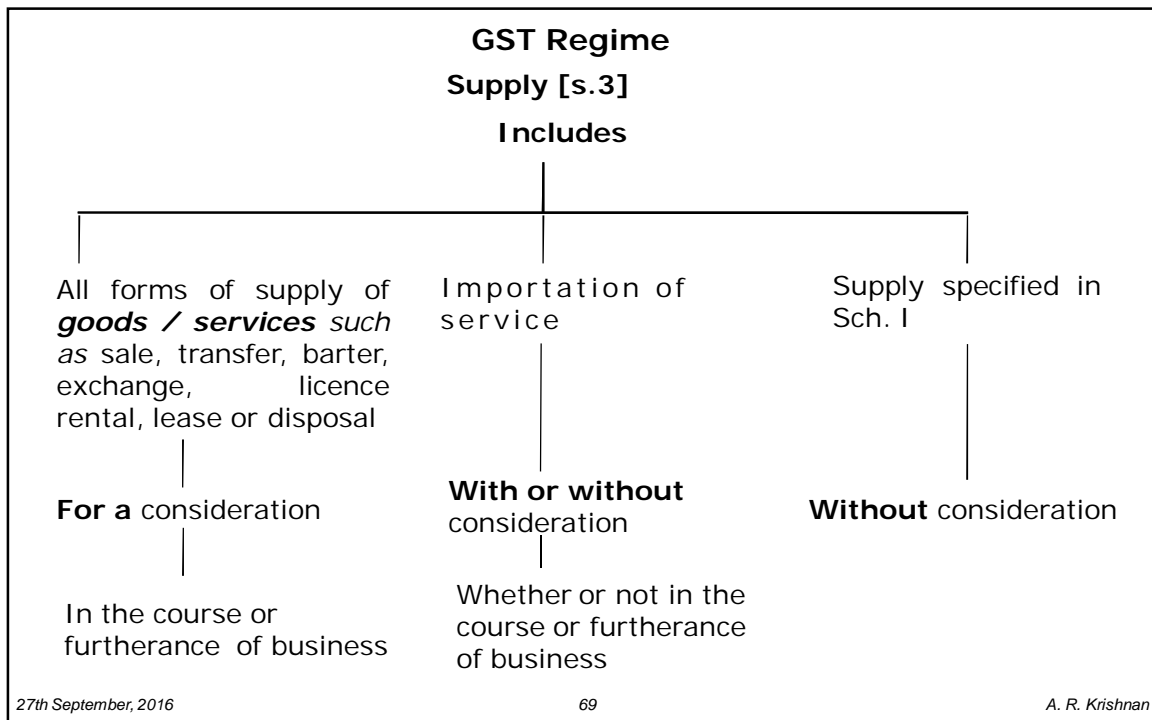 GST Regime
Supply [s.3]
Includes
All forms of supply of
goods / services such
as sale, transfer, barter,
exchange, licence
rental, lease or disposal
For a consideration
In the course or
furtherance of business
Importation of
service
With or without
consideration
Whether or not in the
course or furtherance
of business
Supply specified in
Sch. I
Without consideration
27th September, 2016
69
A. R. Krishnan